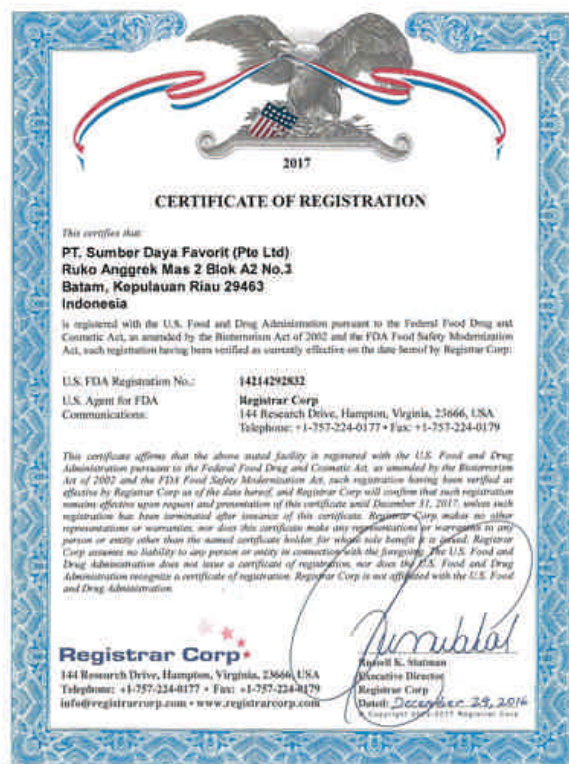 2017
CERTIFICATE OF REGISTRATION
This certifies that:
PT. Sumber Daya Favorit (Pte Ltd)
Ruko Anggrek Mas 2 Blok A2 No.3
Batam, Kepulauan Riau 29463
Indonesia
is registered with the U.S. Food and Drug Administration pursuant to the Federal Food Drug and
Cosmetic Act, as amended by the Bioterrorism Act of 2002 and the FDA Food Safety Modernization
Act, such registration having been verified as currently effective on the date hereof by Registrar Corp:
U.S. FDA Registration No.: 14214292832
U.S. Agent for FDA Registrar Corp
Communications: 144 Research Drive, Hampton, Virginia, 23666, USA
Telephone: +1-757-224-0177 • Fax: +1-757-224-0179
This certificate affirms that the above stated facility is registered with the U.S. Food and Drug
Administration pursuant to the Federal Food Drug and Cosmetic Act, as amended by the Bioterrorism
Act of 2002 and the FDA Food Safety Modernization Act, such registration having been verified as
effective by Registrar Corp as of the date hereof, and Registrar Corp will confirm that such registration
remains effective upon request and presentation of this certificate until December 31, 2017, unless such
registration has been terminated after issuance of this certificate. Registrar Corp makes no other
representations or warranties, nor does this certificate make any representations or warranties to any
person or entity other than the named certificate holder for whose sole benefit it is issued. Registrar
Corp assumes no liability to any person or entity in connection with the foregoing. The U.S. Food and
Drug Administration does not issue a certificate of registration, nor does the U.S. Food and Drug
Administration recognize a certificate of registration. Registrar Corp is not affiliated with the U.S. Food
and Drug Administration.
Registrar Corp
144 Research Drive, Hampton, Virginia, 23666, USA
Telephone: +1-757-224-0177 • Fax: +1-757-224-0179
info@registrarcorp.com • www.registrarcorp.com
Russell K. Statman
Executive Director
Registrar Corp
Dated: December 29, 2016
© Copyright Registrar Corp